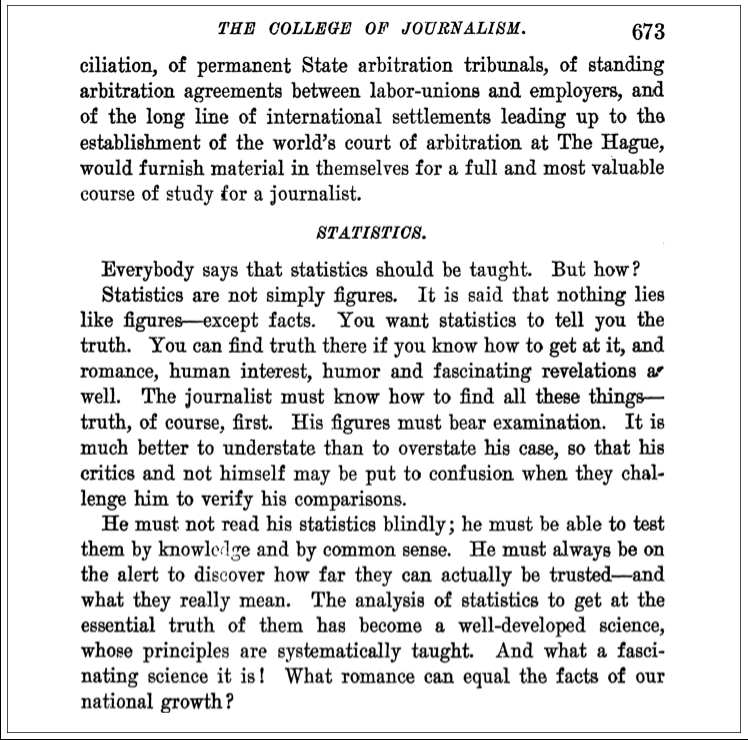 THE COLLEGE OF JOURNALISM. 673
ciliation, of permanent State arbitration tribunals, of standing
arbitration agreements between labor-unions and employers, and
of the long line of international settlements leading up to the
establishment of the world's court of arbitration at The Hague,
would furnish material in themselves for a full and most valuable
course of study for a journalist.
STATISTICS.
Everybody says that statistics should be taught. But how?
Statistics are not simply figures. It is said that nothing lies
like figures—except facts. You want statistics to tell you the
truth. You can find truth there if you know how to get at it, and
romance, human interest, humor and fascinating revelations as
well. The journalist must know how to find all these things—
truth, of course, first. His figures must bear examination. It is
much better to understate than to overstate his case, so that his
critics and not himself may be put to confusion when they chal-
lenge him to verify his comparisons.
He must not read his statistics blindly; he must be able to test
them by knowledge and by common sense. He must always be on
the alert to discover how far they can actually be trusted—and
what they really mean. The analysis of statistics to get at the
essential truth of them has become a well-developed science,
whose principles are systematically taught. And what a fasci-
nating science it is! What romance can equal the facts of our
national growth?